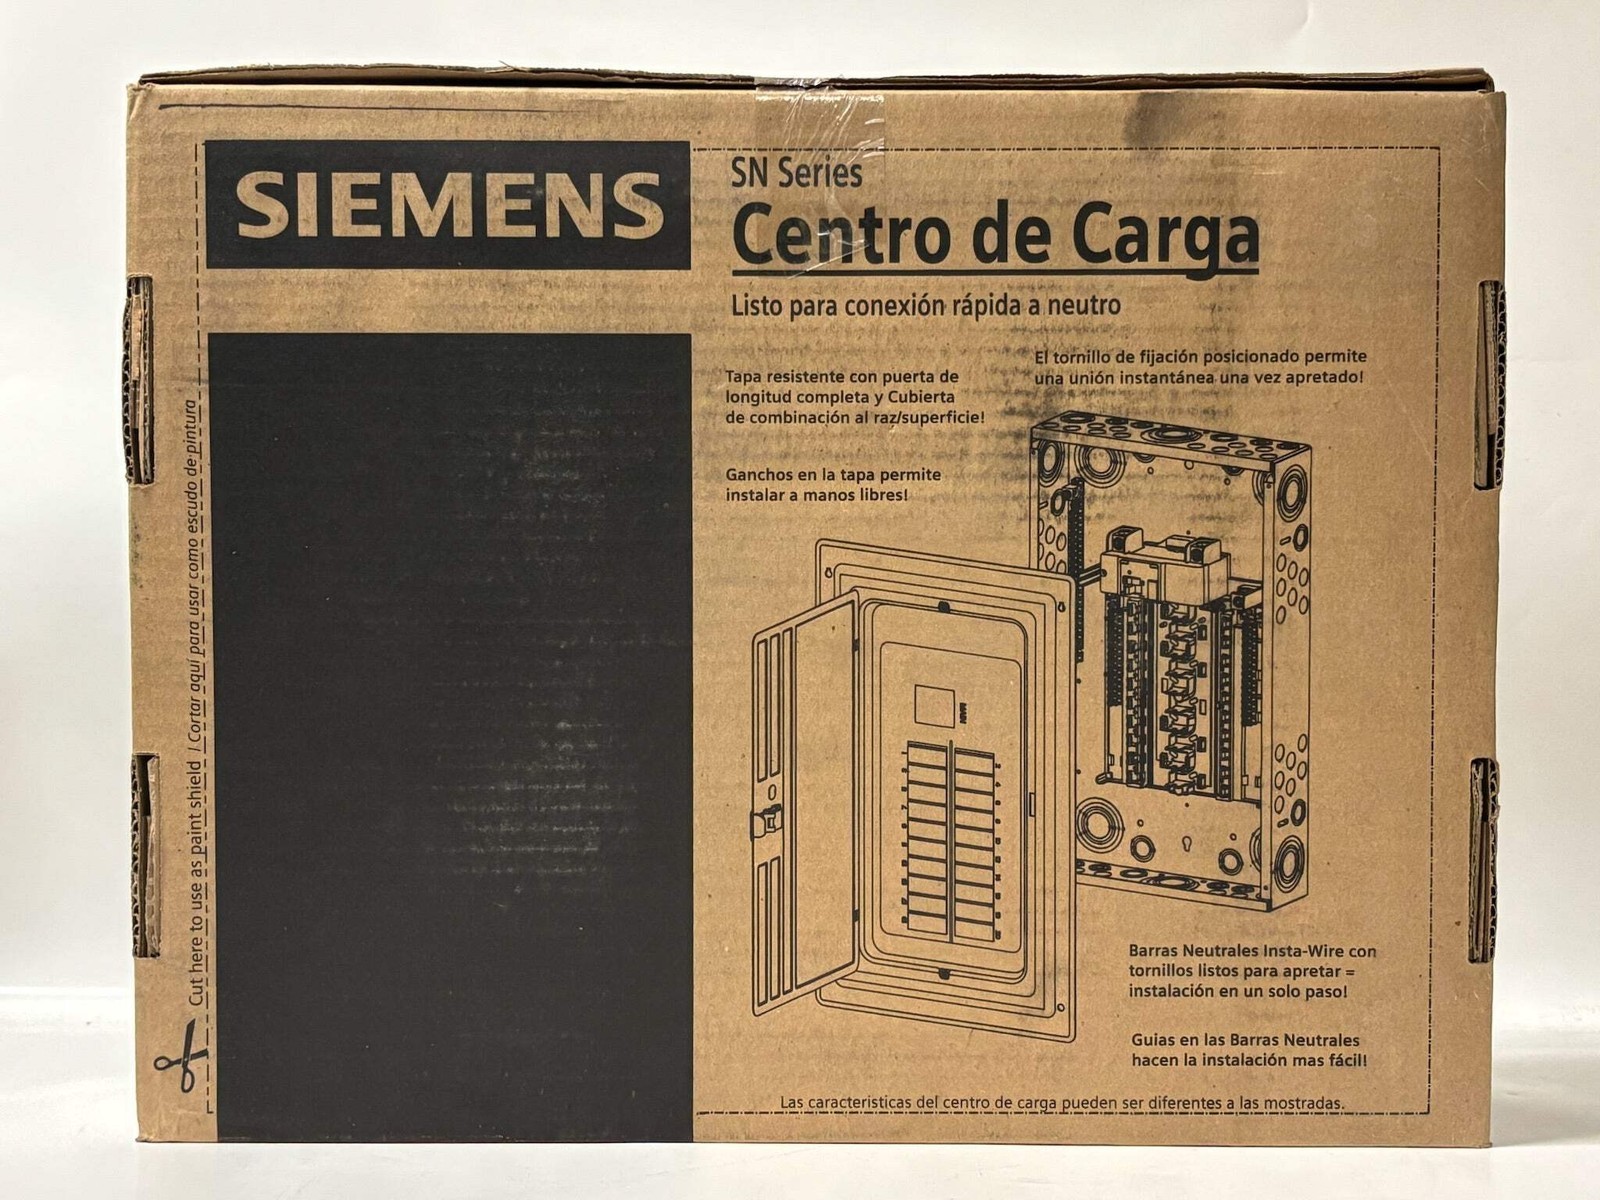 SIEMENS
SN Series
Centro de Carga
Listo para conexión rápida a neutro
El tornillo de fijación posicionado permite
una unión instantánea una vez apretado!
Tapa resistente con puerta de
longitud completa y Cubierta
de combinación al raz/superficie!
Ganchos en la tapa permite
instalar a manos libres!
MAIN
Barras Neutrales Insta-Wire con
tornillos listos para apretar =
instalación en un solo paso!
Guias en las Barras Neutrales
hacen la instalación mas fácil!
Las caracteristicas del centro de carga pueden ser diferentes a las mostradas.
Cut here to use as paint shield / Cortar aquí para usar como escudo de pintura